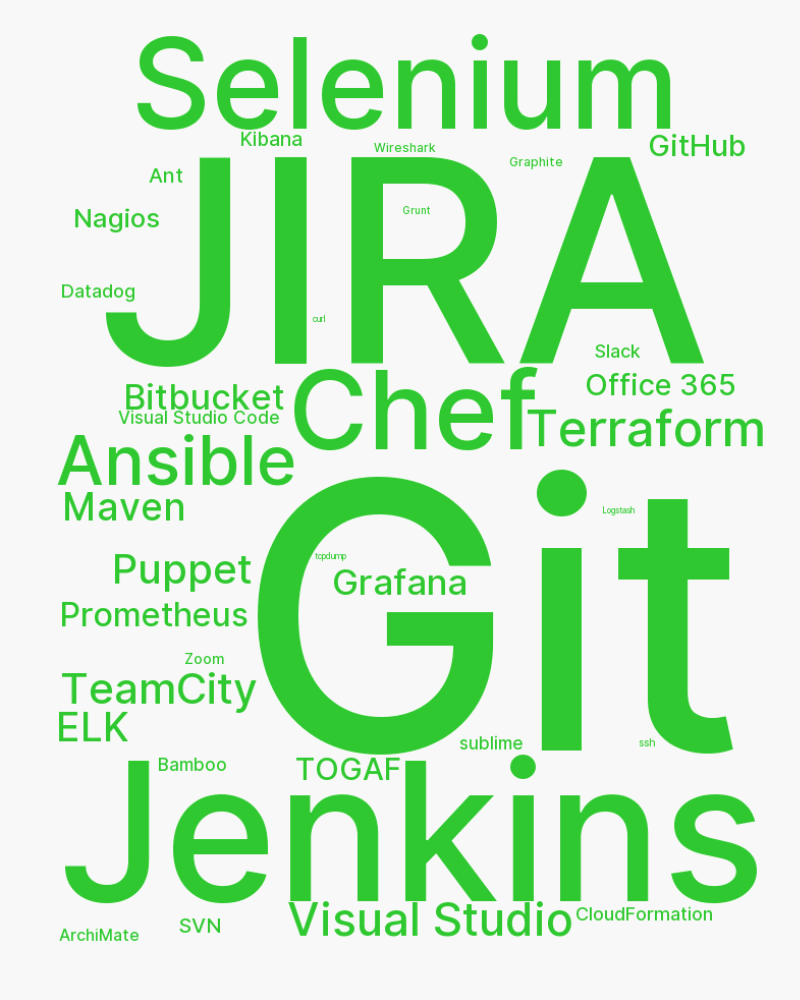 Selenium
Kibana
Wireshark
GitHub
Graphite
Ant
JIRA
Grunt
Nagios
Datadog
curl
Slack
Chef
Office 365
Bitbucket
Visual Studio Code
Terraform
Ansible
Maven
Git
Logstash
tcpdump
Puppet
Grafana
Prometheus
Zoom
TeamCity
ELK
sublime
ssh
Bamboo
TOGAF
Jenkins
Visual Studio
CloudFormation
SVN
ArchiMate